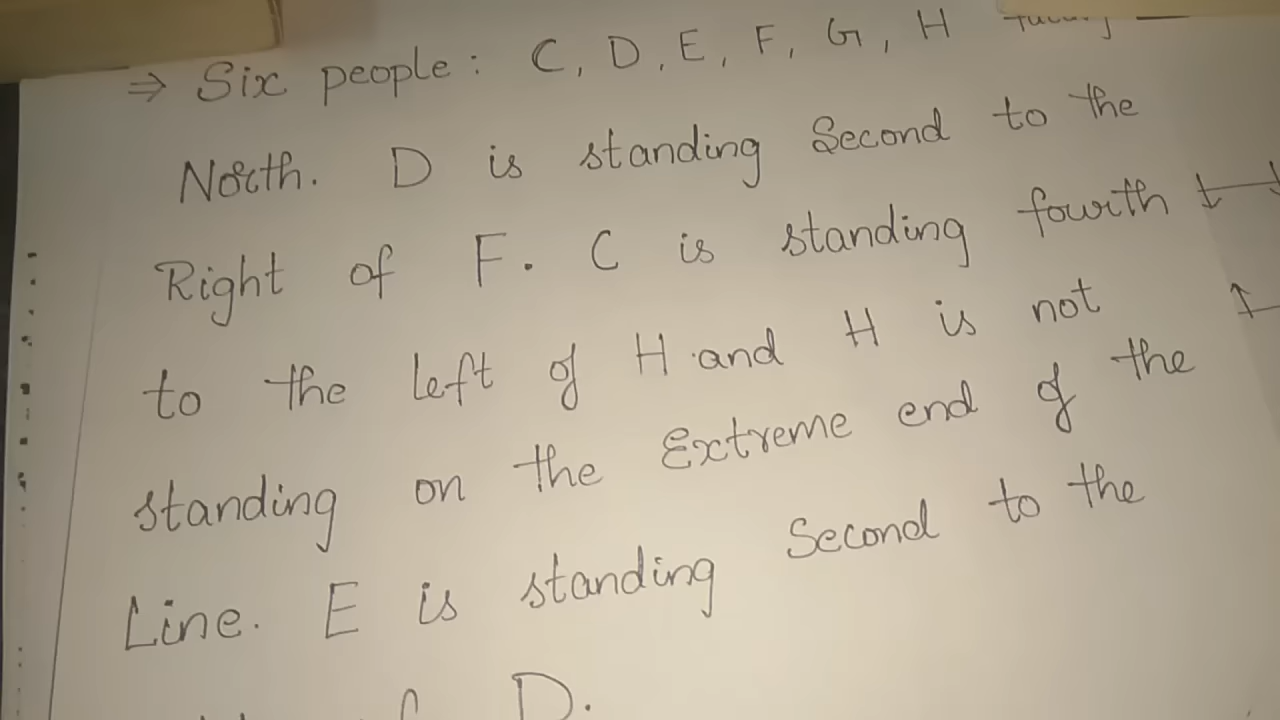 ⇒ Six people: C, D, E, F, G, H
North. D is standing Second to the
Right of F. C is standing fourth
to the left of H and H is not
standing on the Extreme end of the
Line. E is standing Second to the
D.